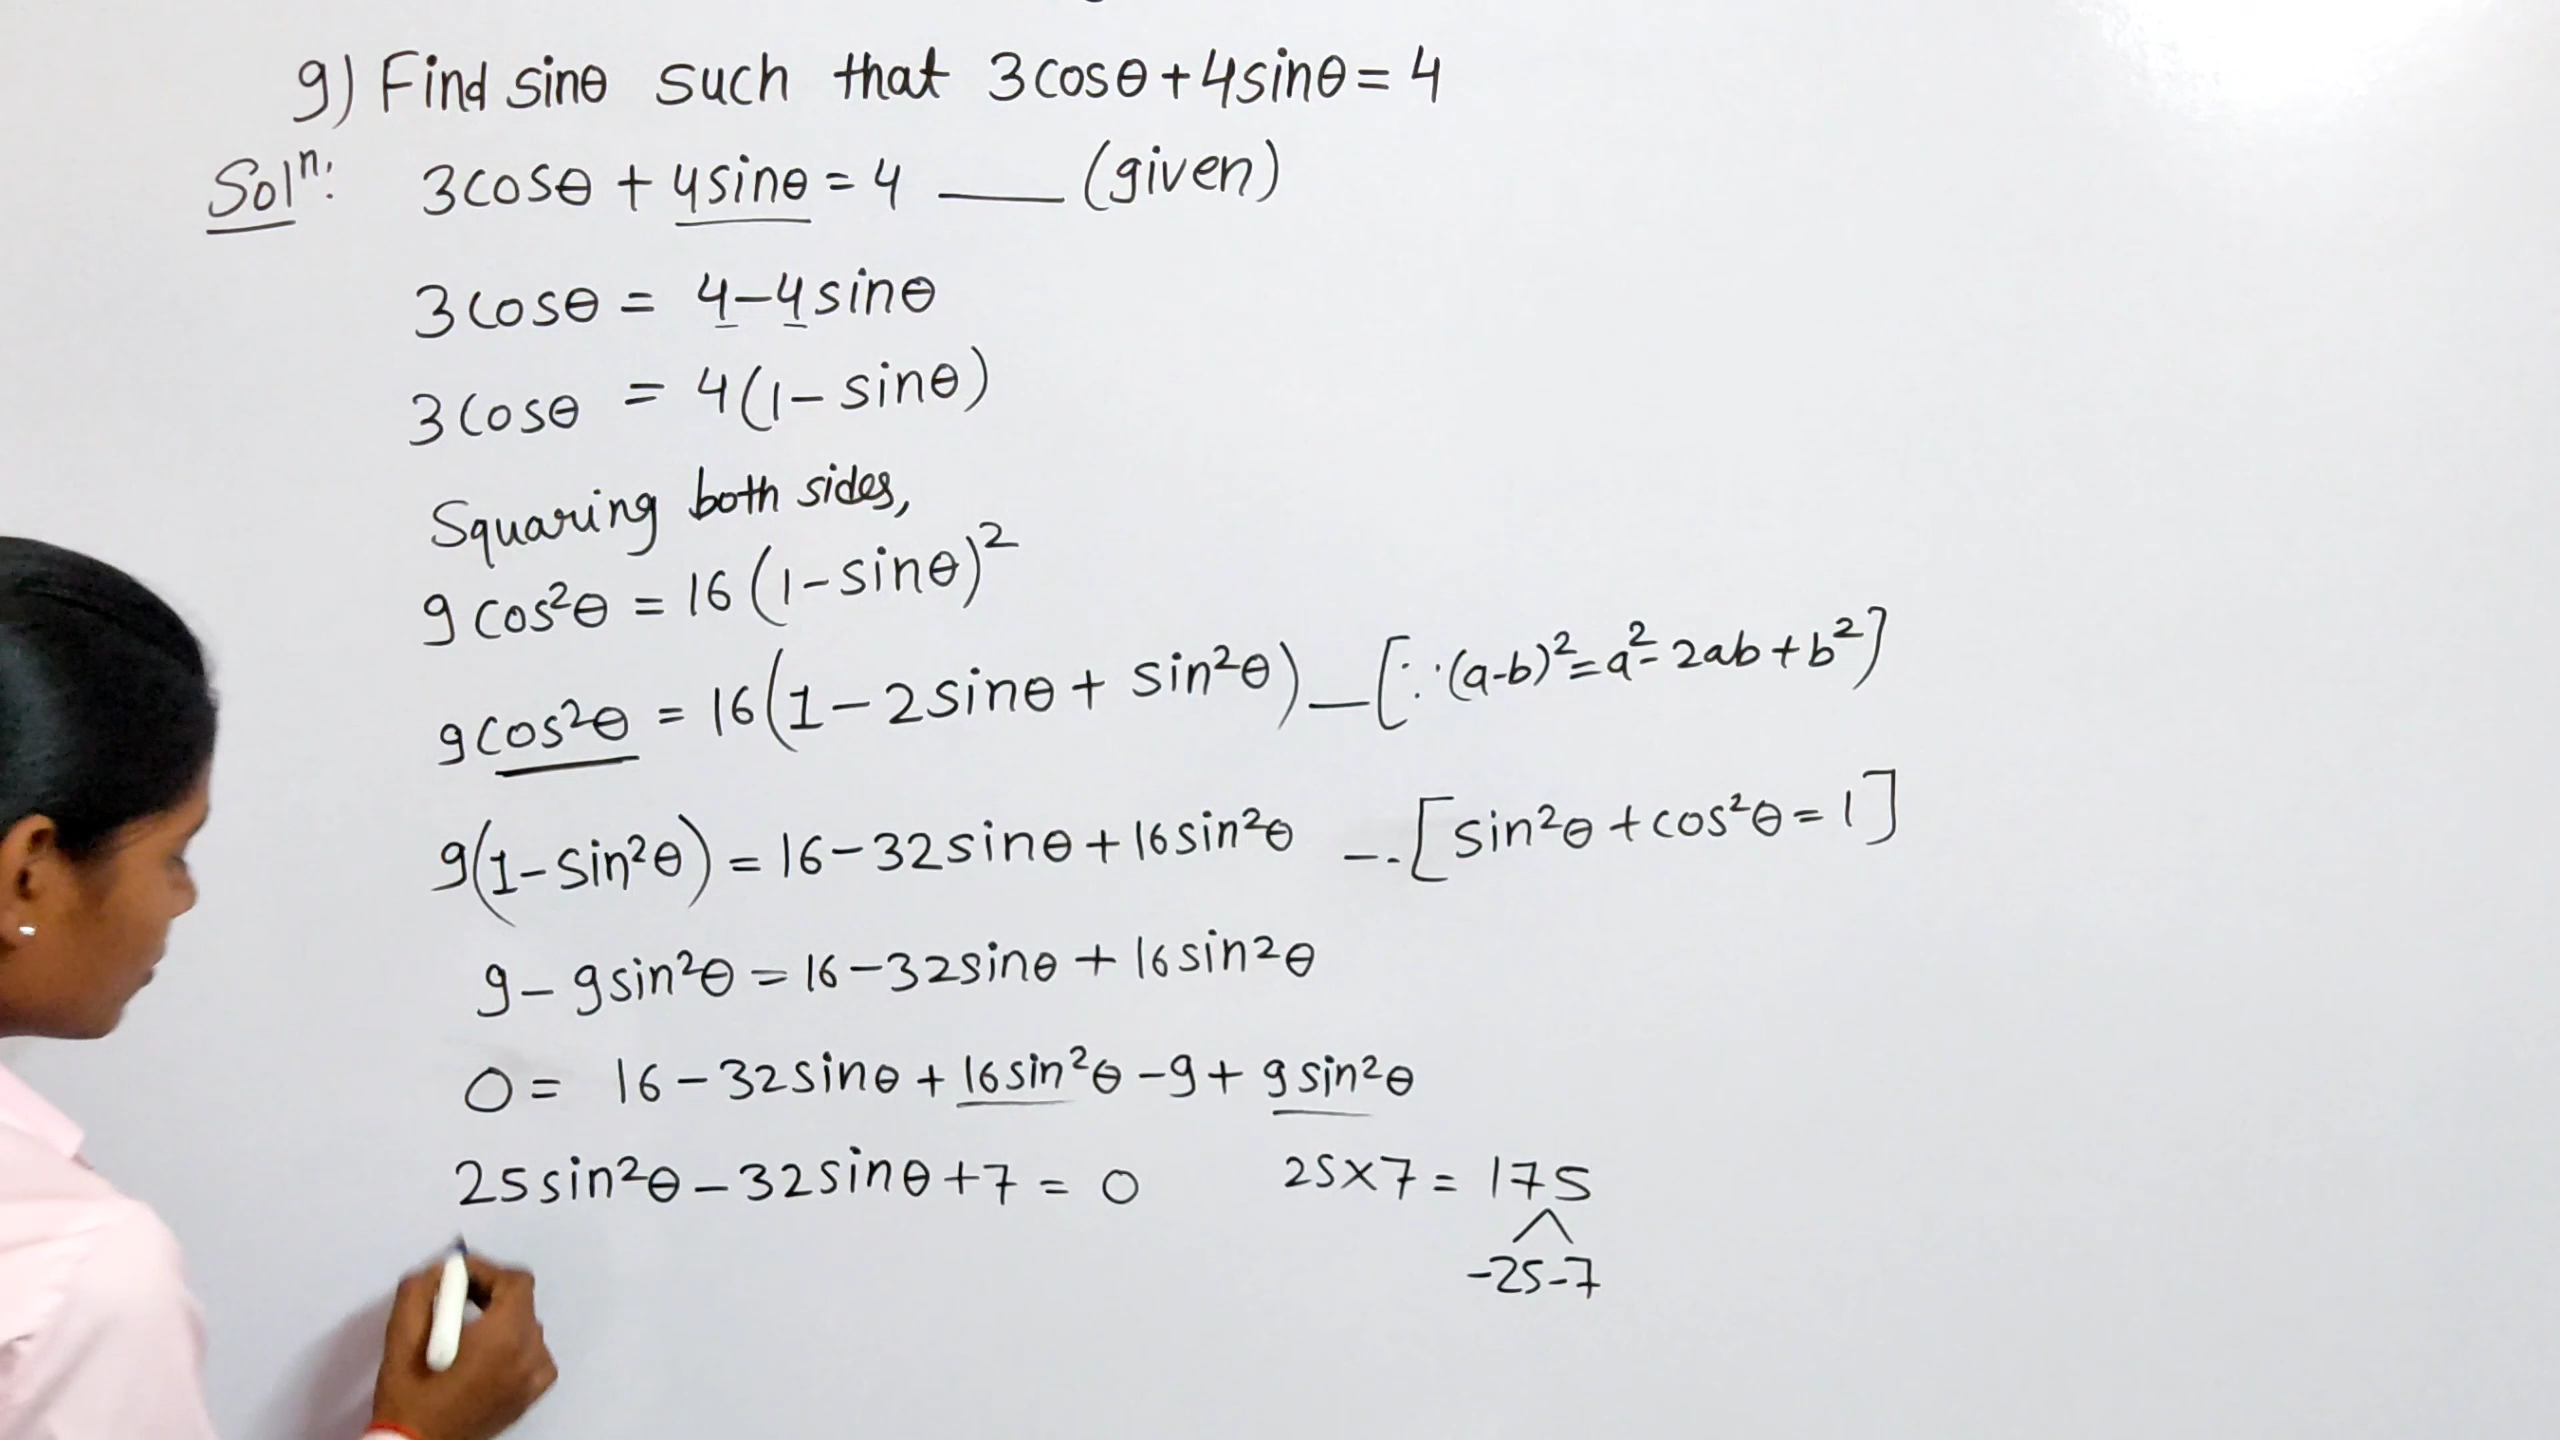 9) Find sinθ such that 3cosθ+4sinθ=4
Solⁿ: 3cosθ + 4sinθ = 4 ___ (given)
3cosθ = 4-4sinθ
3cosθ = 4(1-sinθ)
Squaring both sides,
9cos²θ = 16(1-sinθ)²
9cos²θ = 16(1-2sinθ+sin²θ) _[∵(a-b)²=a²-2ab+b²]
9(1-sin²θ) = 16-32sinθ+16sin²θ -..[sin²θ+cos²θ=1]
9-9sin²θ = 16-32sinθ+16sin²θ
0 = 16-32sinθ+16sin²θ-9+9sin²θ
25sin²θ-32sinθ+7=0 25×7=175
-25-7